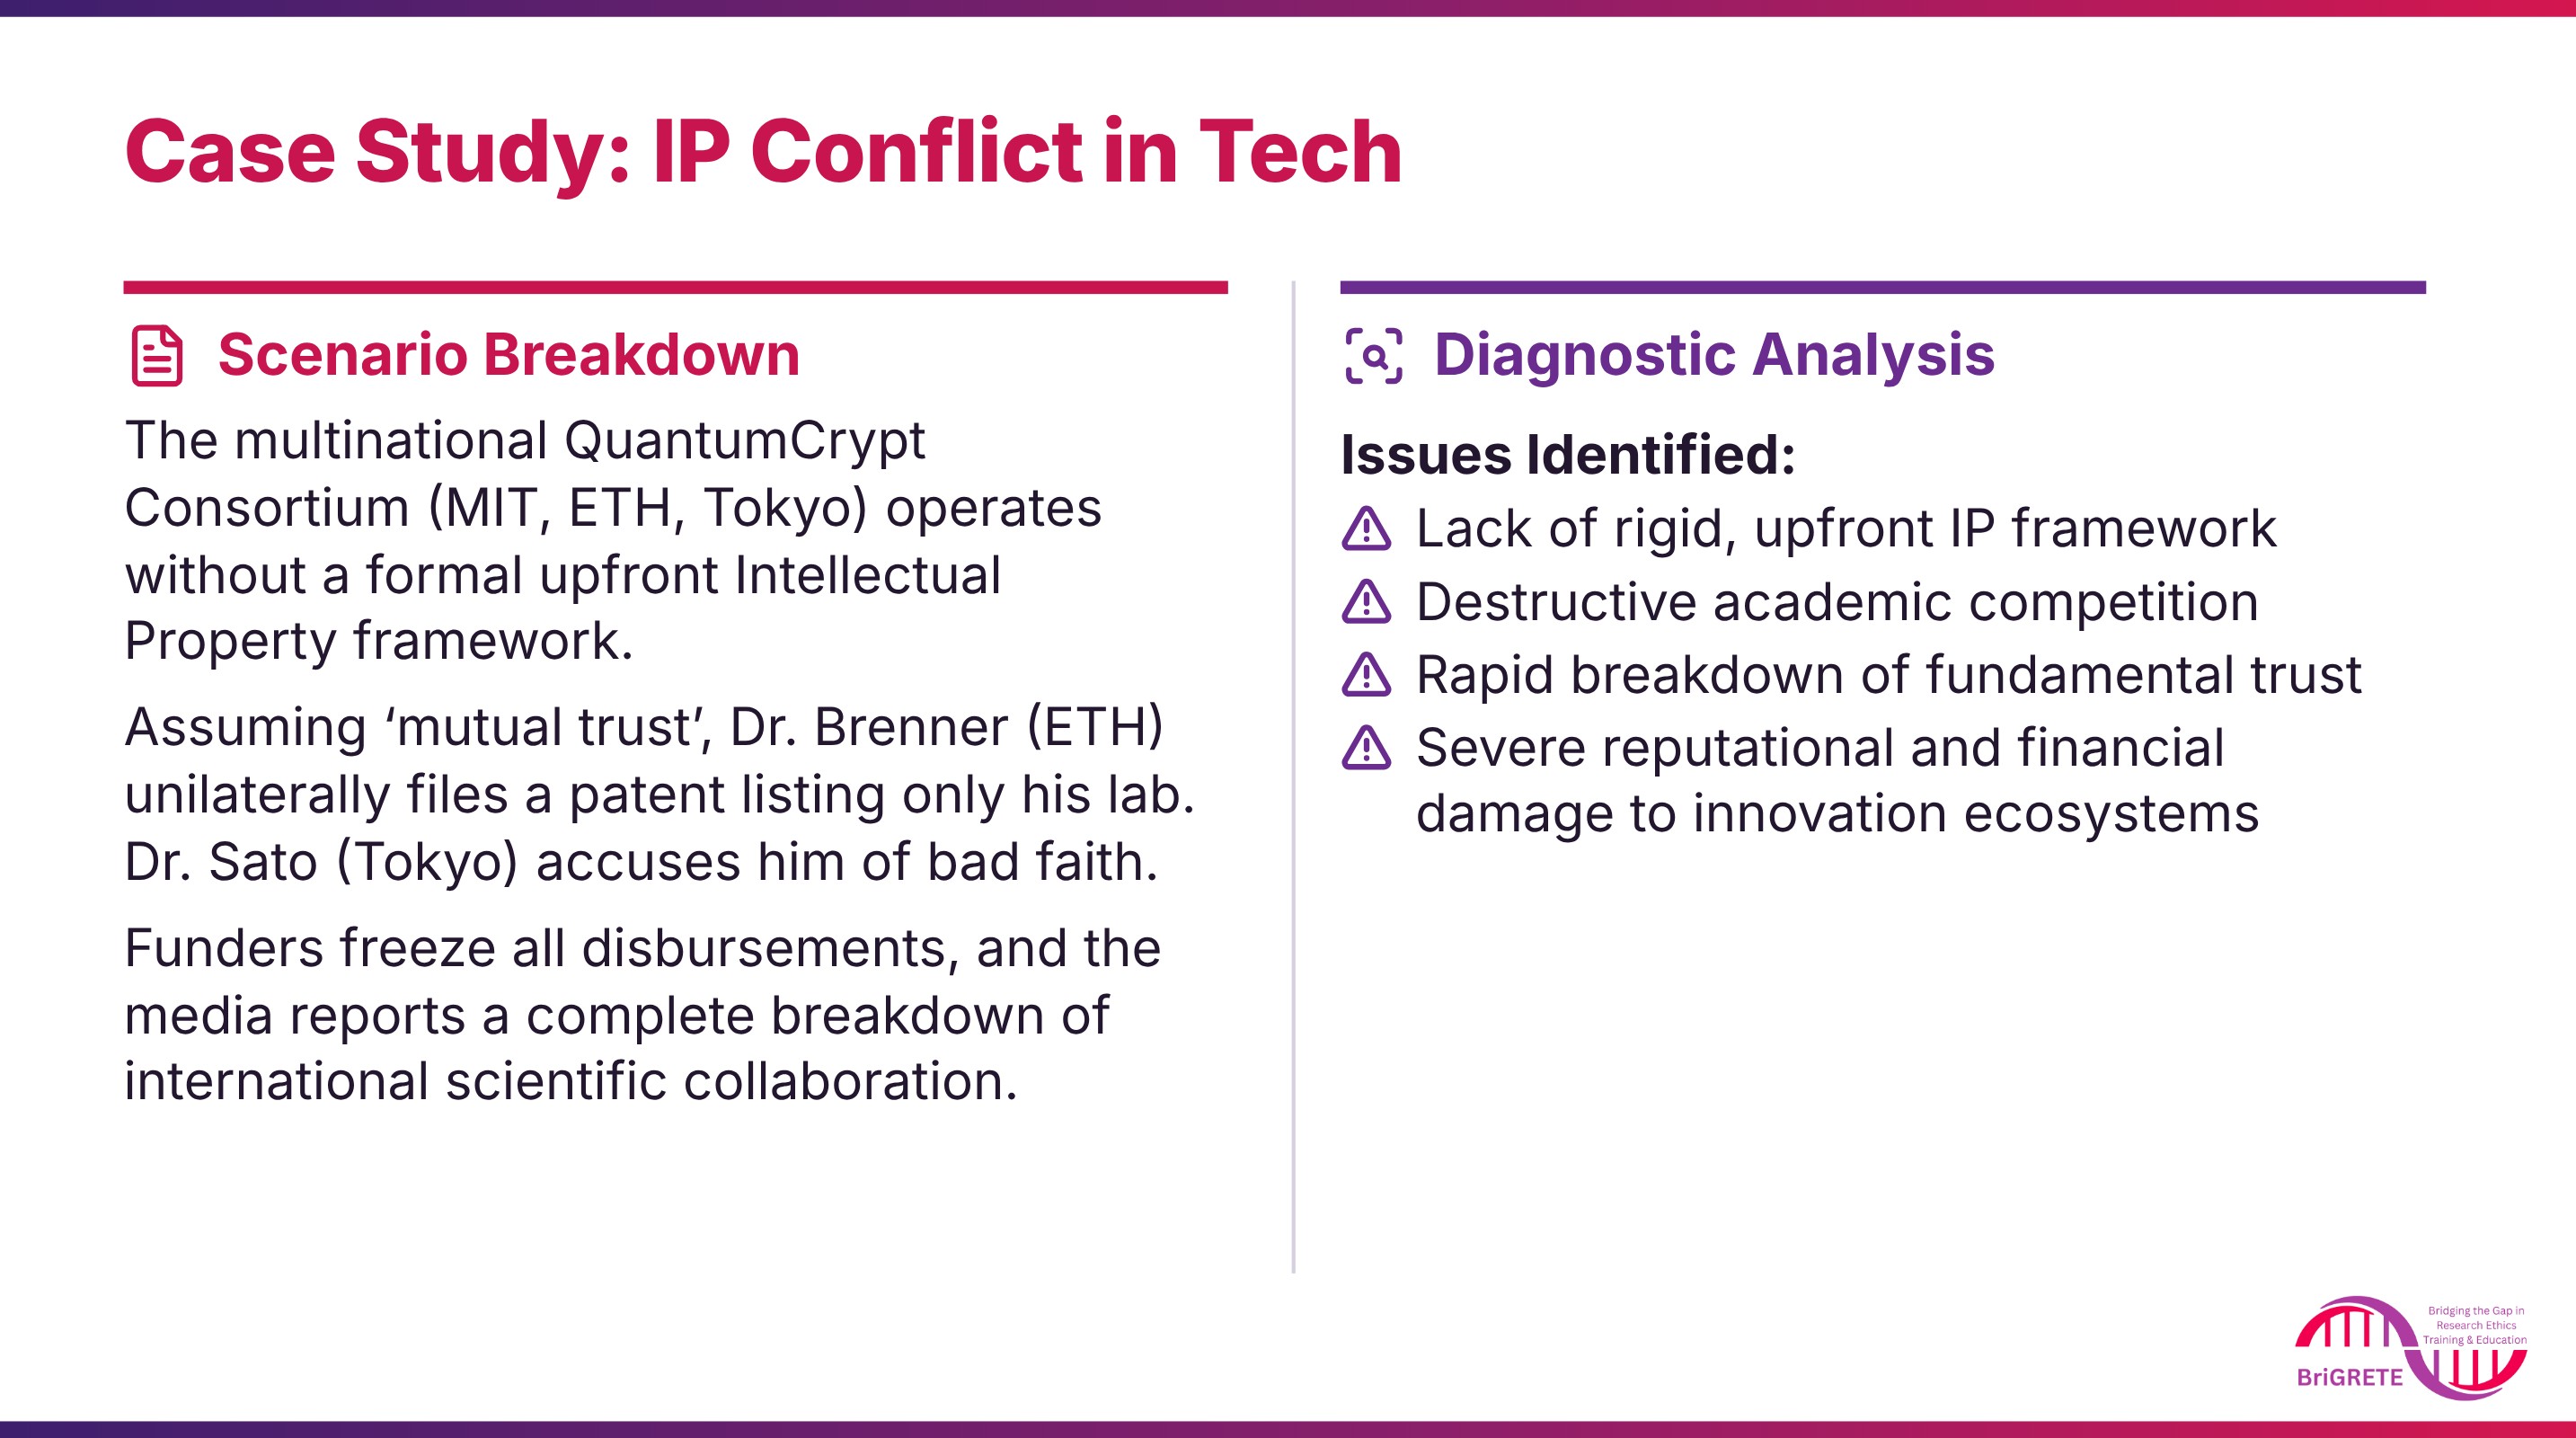 Case Study: IP Conflict in Tech
Scenario Breakdown
The multinational QuantumCrypt
Consortium (MIT, ETH, Tokyo) operates
without a formal upfront Intellectual
Property framework.
Assuming ‘mutual trust’, Dr. Brenner (ETH)
unilaterally files a patent listing only his lab.
Dr. Sato (Tokyo) accuses him of bad faith.
Funders freeze all disbursements, and the
media reports a complete breakdown of
international scientific collaboration.
Diagnostic Analysis
Issues Identified:
Lack of rigid, upfront IP framework
Destructive academic competition
Rapid breakdown of fundamental trust
Severe reputational and financial
damage to innovation ecosystems
Bridging the Gap in
Research Ethics
Training & Education
BriGRETE